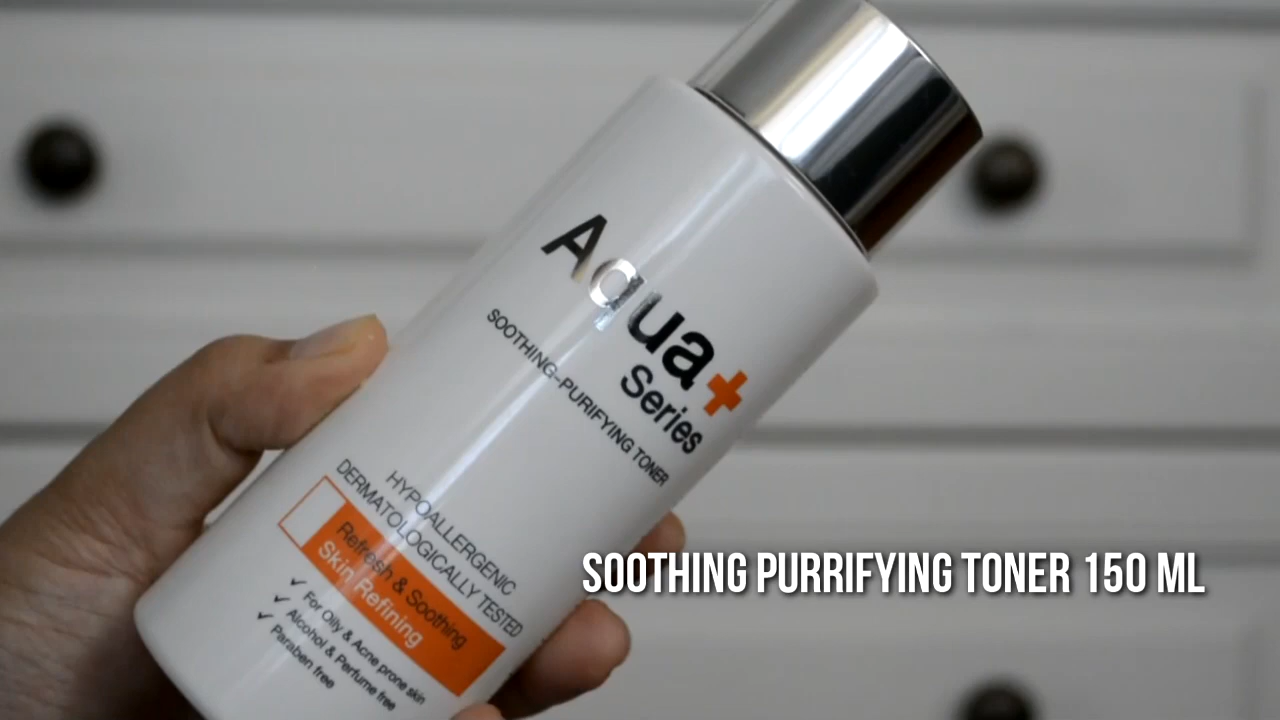 Aqua+
Series
SOOTHING-PURIFYING TONER
HYPOALLERGENIC
DERMATOLOGICALLY TESTED
Refresh & Soothing
Skin Refining
✓ For Oily & Acne prone skin
✓ Alcohol & Perfume free
✓ Paraben free
SOOTHING PURRIFYING TONER 150 ML